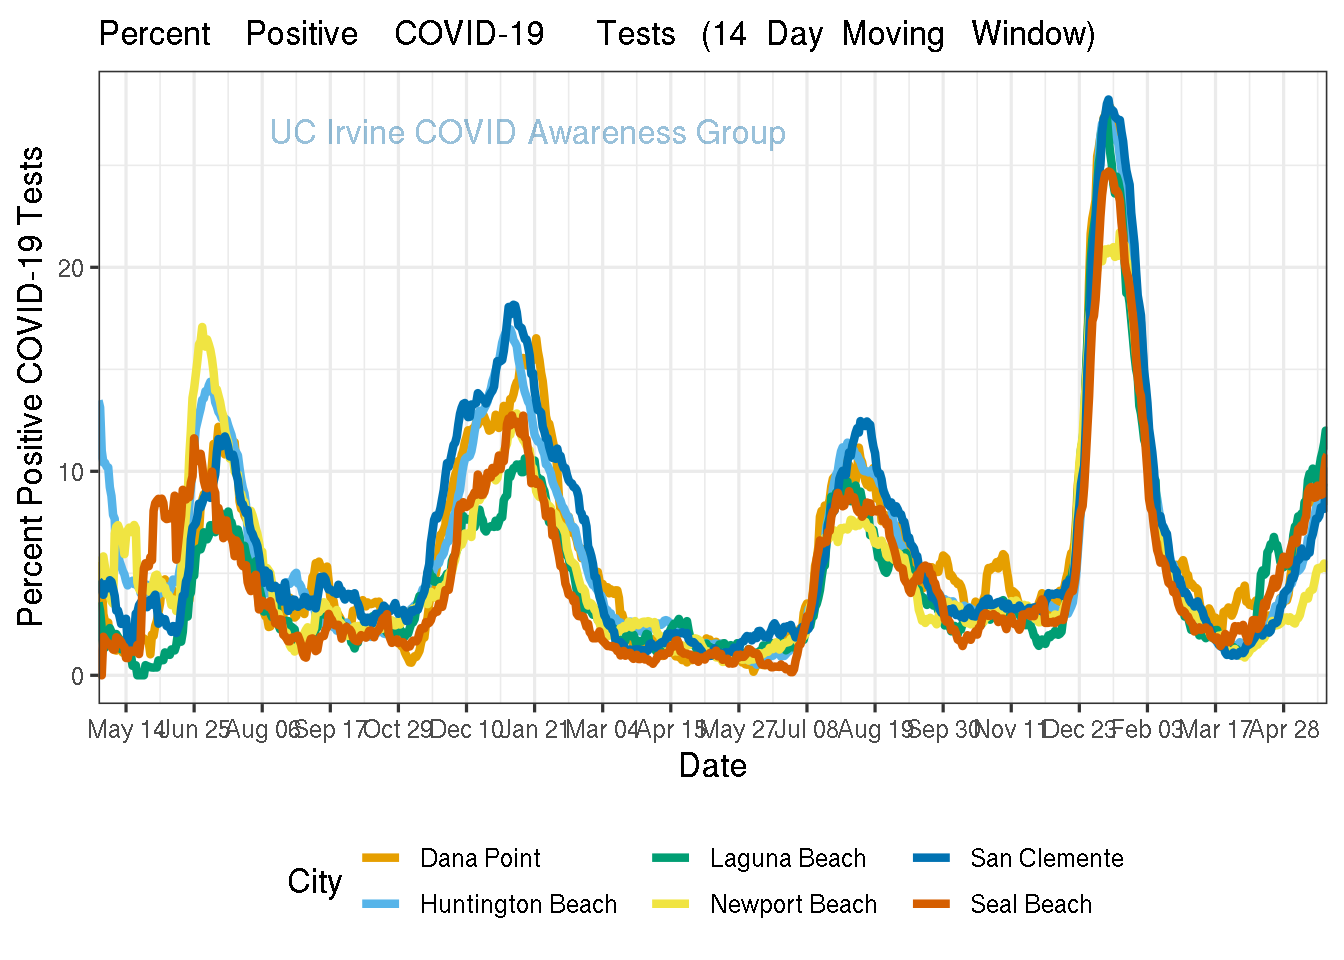 Percent Positive COVID-19 Tests (14 Day Moving Window)
UC Irvine COVID Awareness Group
Percent Positive COVID-19 Tests
20
10
0
May 14 Jun 25 Aug 06 Sep 17 Oct 29 Dec 10 Jan 21 Mar 04 Apr 15 May 27 Jul 08 Aug 19 Sep 30 Nov 11 Dec 23 Feb 03 Mar 17 Apr 28
Date
City
Dana Point
Laguna Beach
San Clemente
Huntington Beach
Newport Beach
Seal Beach